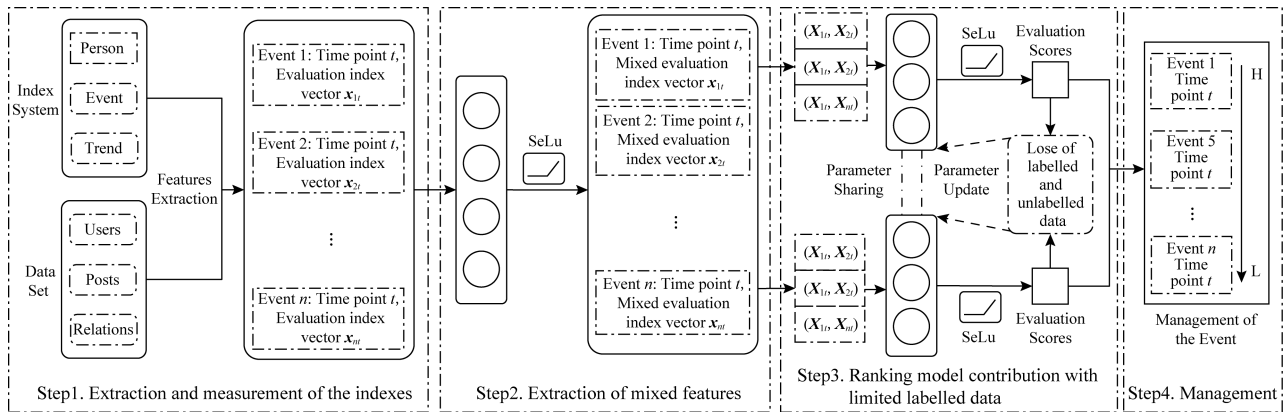 Index
System
Person
Event
Trend
Data
Set
Users
Posts
Relations
Features
Extraction
Event 1: Time point t,
Evaluation index
vector x1t
Event 2: Time point t,
Evaluation index
vector x2t
⋮
Event n: Time point t,
Evaluation index
vector xnt
Step1. Extraction and measurement of the indexes
SeLu
Event 1: Time point t,
Mixed evaluation
index vector x1t
Event 2: Time point t,
Mixed evaluation
index vector x2t
⋮
Event n: Time point t,
Mixed evaluation
index vector xnt
Step2. Extraction of mixed features
(X1t, X2t)
(X1t, X2t)
(X1t, Xnt)
SeLu
Evaluation
Scores
Parameter
Sharing
Parameter
Update
Lose of
labelled
and
unlabelled
data
(X1t, X2t)
(X1t, X2t)
(X1t, Xnt)
SeLu
Evaluation
Scores
Step3. Ranking model contribution with
limited labelled data
Event 1
Time
point t
H
Event 5
Time
point t
⋮
Event n
Time
point t
L
Management of
the Event
Step4. Management